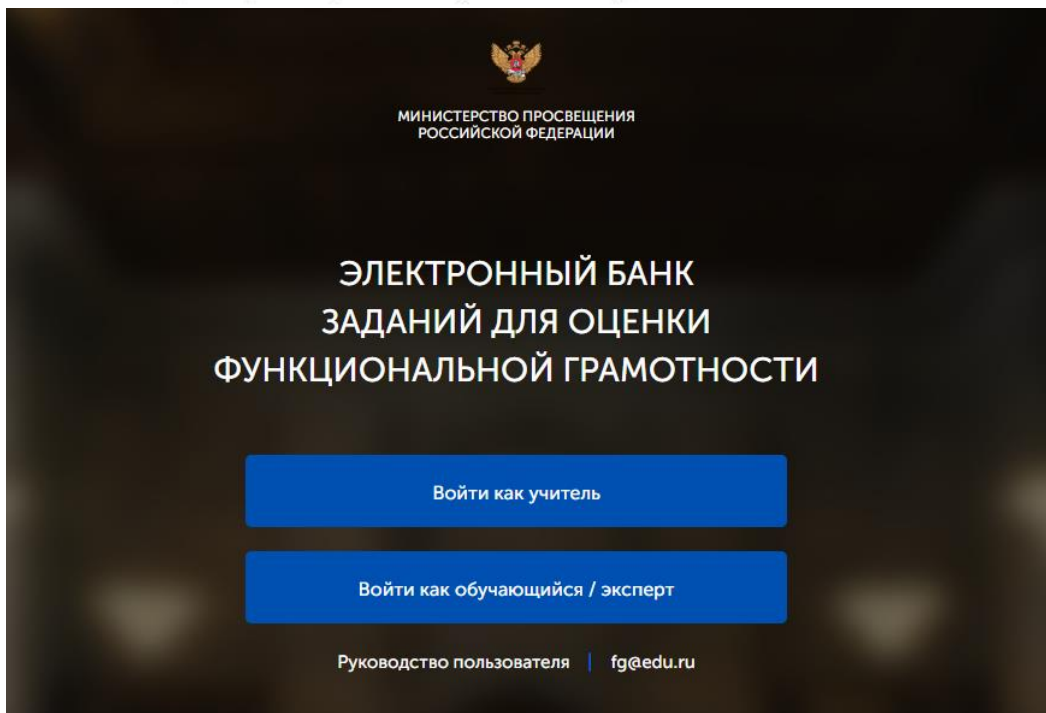 МИНИСТЕРСТВО ПРОСВЕЩЕНИЯ
РОССИЙСКОЙ ФЕДЕРАЦИИ
ЭЛЕКТРОННЫЙ БАНК
ЗАДАНИЙ ДЛЯ ОЦЕНКИ
ФУНКЦИОНАЛЬНОЙ ГРАМОТНОСТИ
Войти как учитель
Войти как обучающийся / эксперт
Руководство пользователя | fg@edu.ru